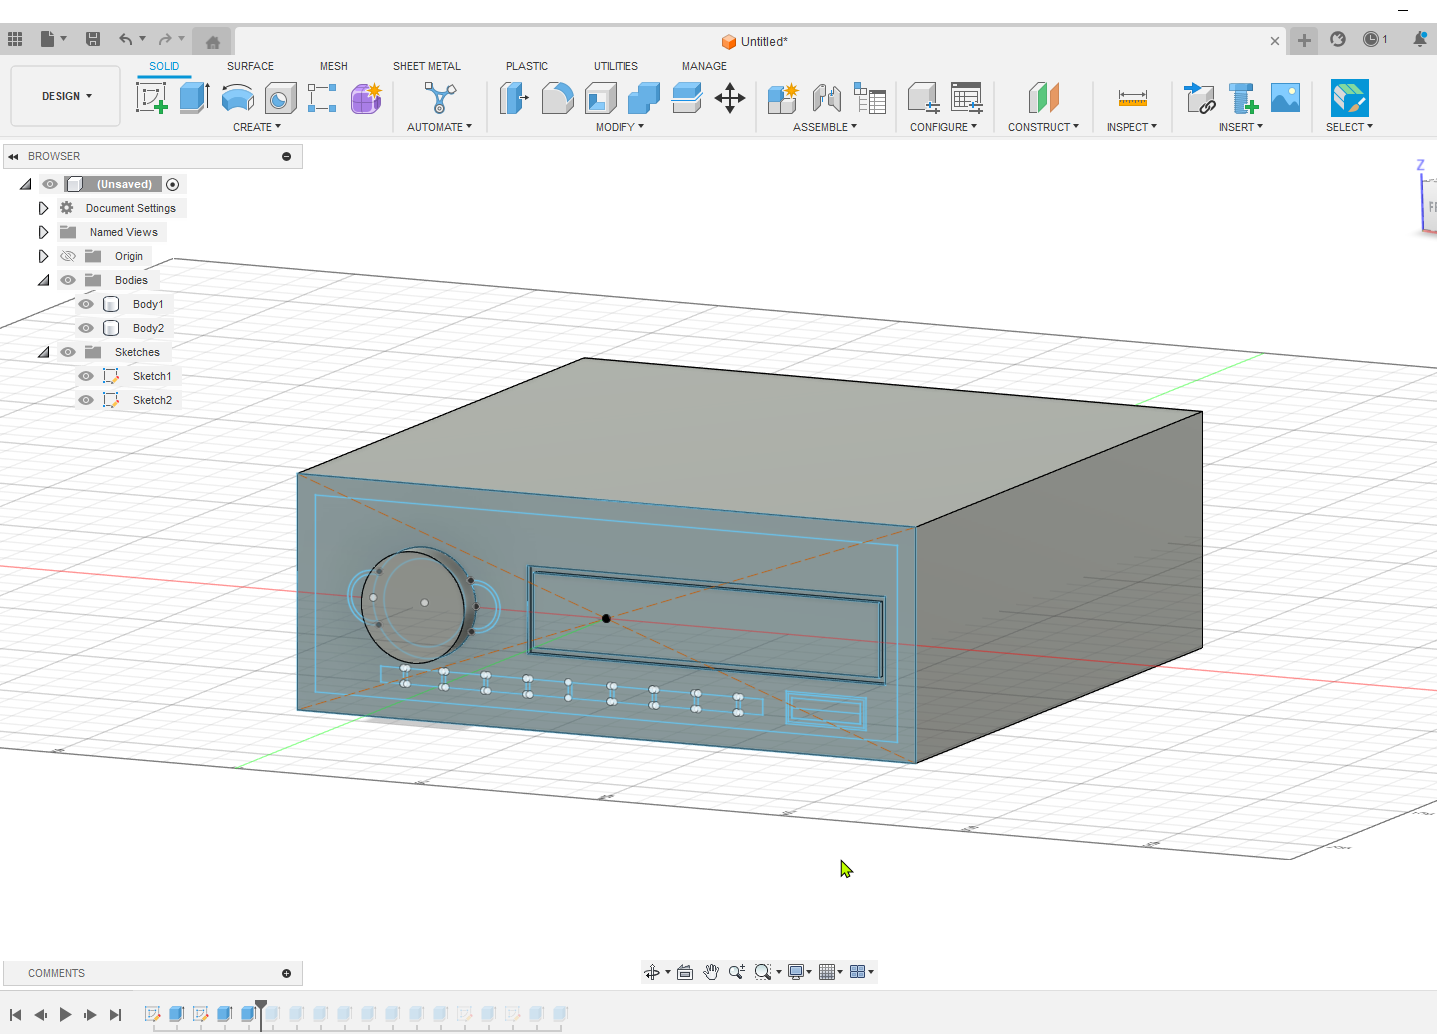 Untitled*
1
SOLID SURFACE MESH SHEET METAL PLASTIC UTILITIES MANAGE
DESIGN
CREATE AUTOMATE MODIFY ASSEMBLE CONFIGURE CONSTRUCT INSPECT INSERT SELECT
BROWSER
(Unsaved)
Document Settings
Named Views
Origin
Bodies
Body1
Body2
Sketches
Sketch1
Sketch2
Z
COMMENTS